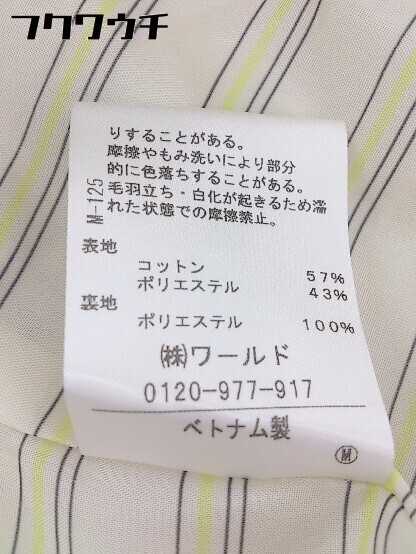 フクワウチ
りすることがある。
摩擦やもみ洗いにより部分
的に色落ちすることがある。
毛羽立ち・白化が起きるため濡
れた状態での摩擦禁止。
M-125
表地
コットン 57%
ポリエステル 43%
裏地
ポリエステル 100%
㈱ワールド
0120-977-917
ベトナム製
M